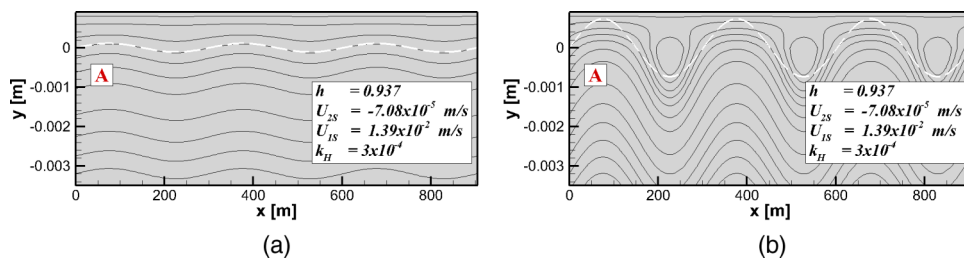 y [m]
0
-0.001
-0.002
-0.003
A
h = 0.937
U2S = -7.08x10-5 m/s
U1S = 1.39x10-2 m/s
kH = 3x10-4
0 200 400 600 800
x [m]
(a)
y [m]
0
-0.001
-0.002
-0.003
A
h = 0.937
U2S = -7.08x10-5 m/s
U1S = 1.39x10-2 m/s
kH = 3x10-4
0 200 400 600 800
x [m]
(b)